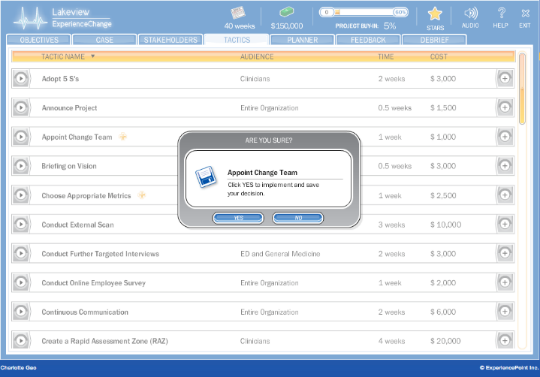 Lakeview
ExperienceChange
40 weeks
$150,000
0
50%
PROJECT BUY-IN: 5%
STARS
AUDIO
HELP
EXIT
OBJECTIVES
CASE
STAKEHOLDERS
TACTICS
PLANNER
FEEDBACK
DEBRIEF
TACTIC NAME AUDIENCE TIME COST
Adopt 5 S's Clinicians 2 weeks $ 3,000
Announce Project Entire Organization 0.5 weeks $ 1,500
Appoint Change Team 1 week $ 1,000
Briefing on Vision 0.5 weeks $ 3,000
Choose Appropriate Metrics 1 week $ 2,500
Conduct External Scan 3 weeks $ 10,000
Conduct Further Targeted Interviews ED and General Medicine 2 weeks $ 3,000
Conduct Online Employee Survey Entire Organization 1 week $ 2,000
Continuous Communication Entire Organization 2 weeks $ 6,000
Create a Rapid Assessment Zone (RAZ) Clinicians 4 weeks $ 20,000
ARE YOU SURE?
Appoint Change Team
Click YES to implement and save
your decision.
YES
NO
Charlotte Gao
© ExperiencePoint Inc.